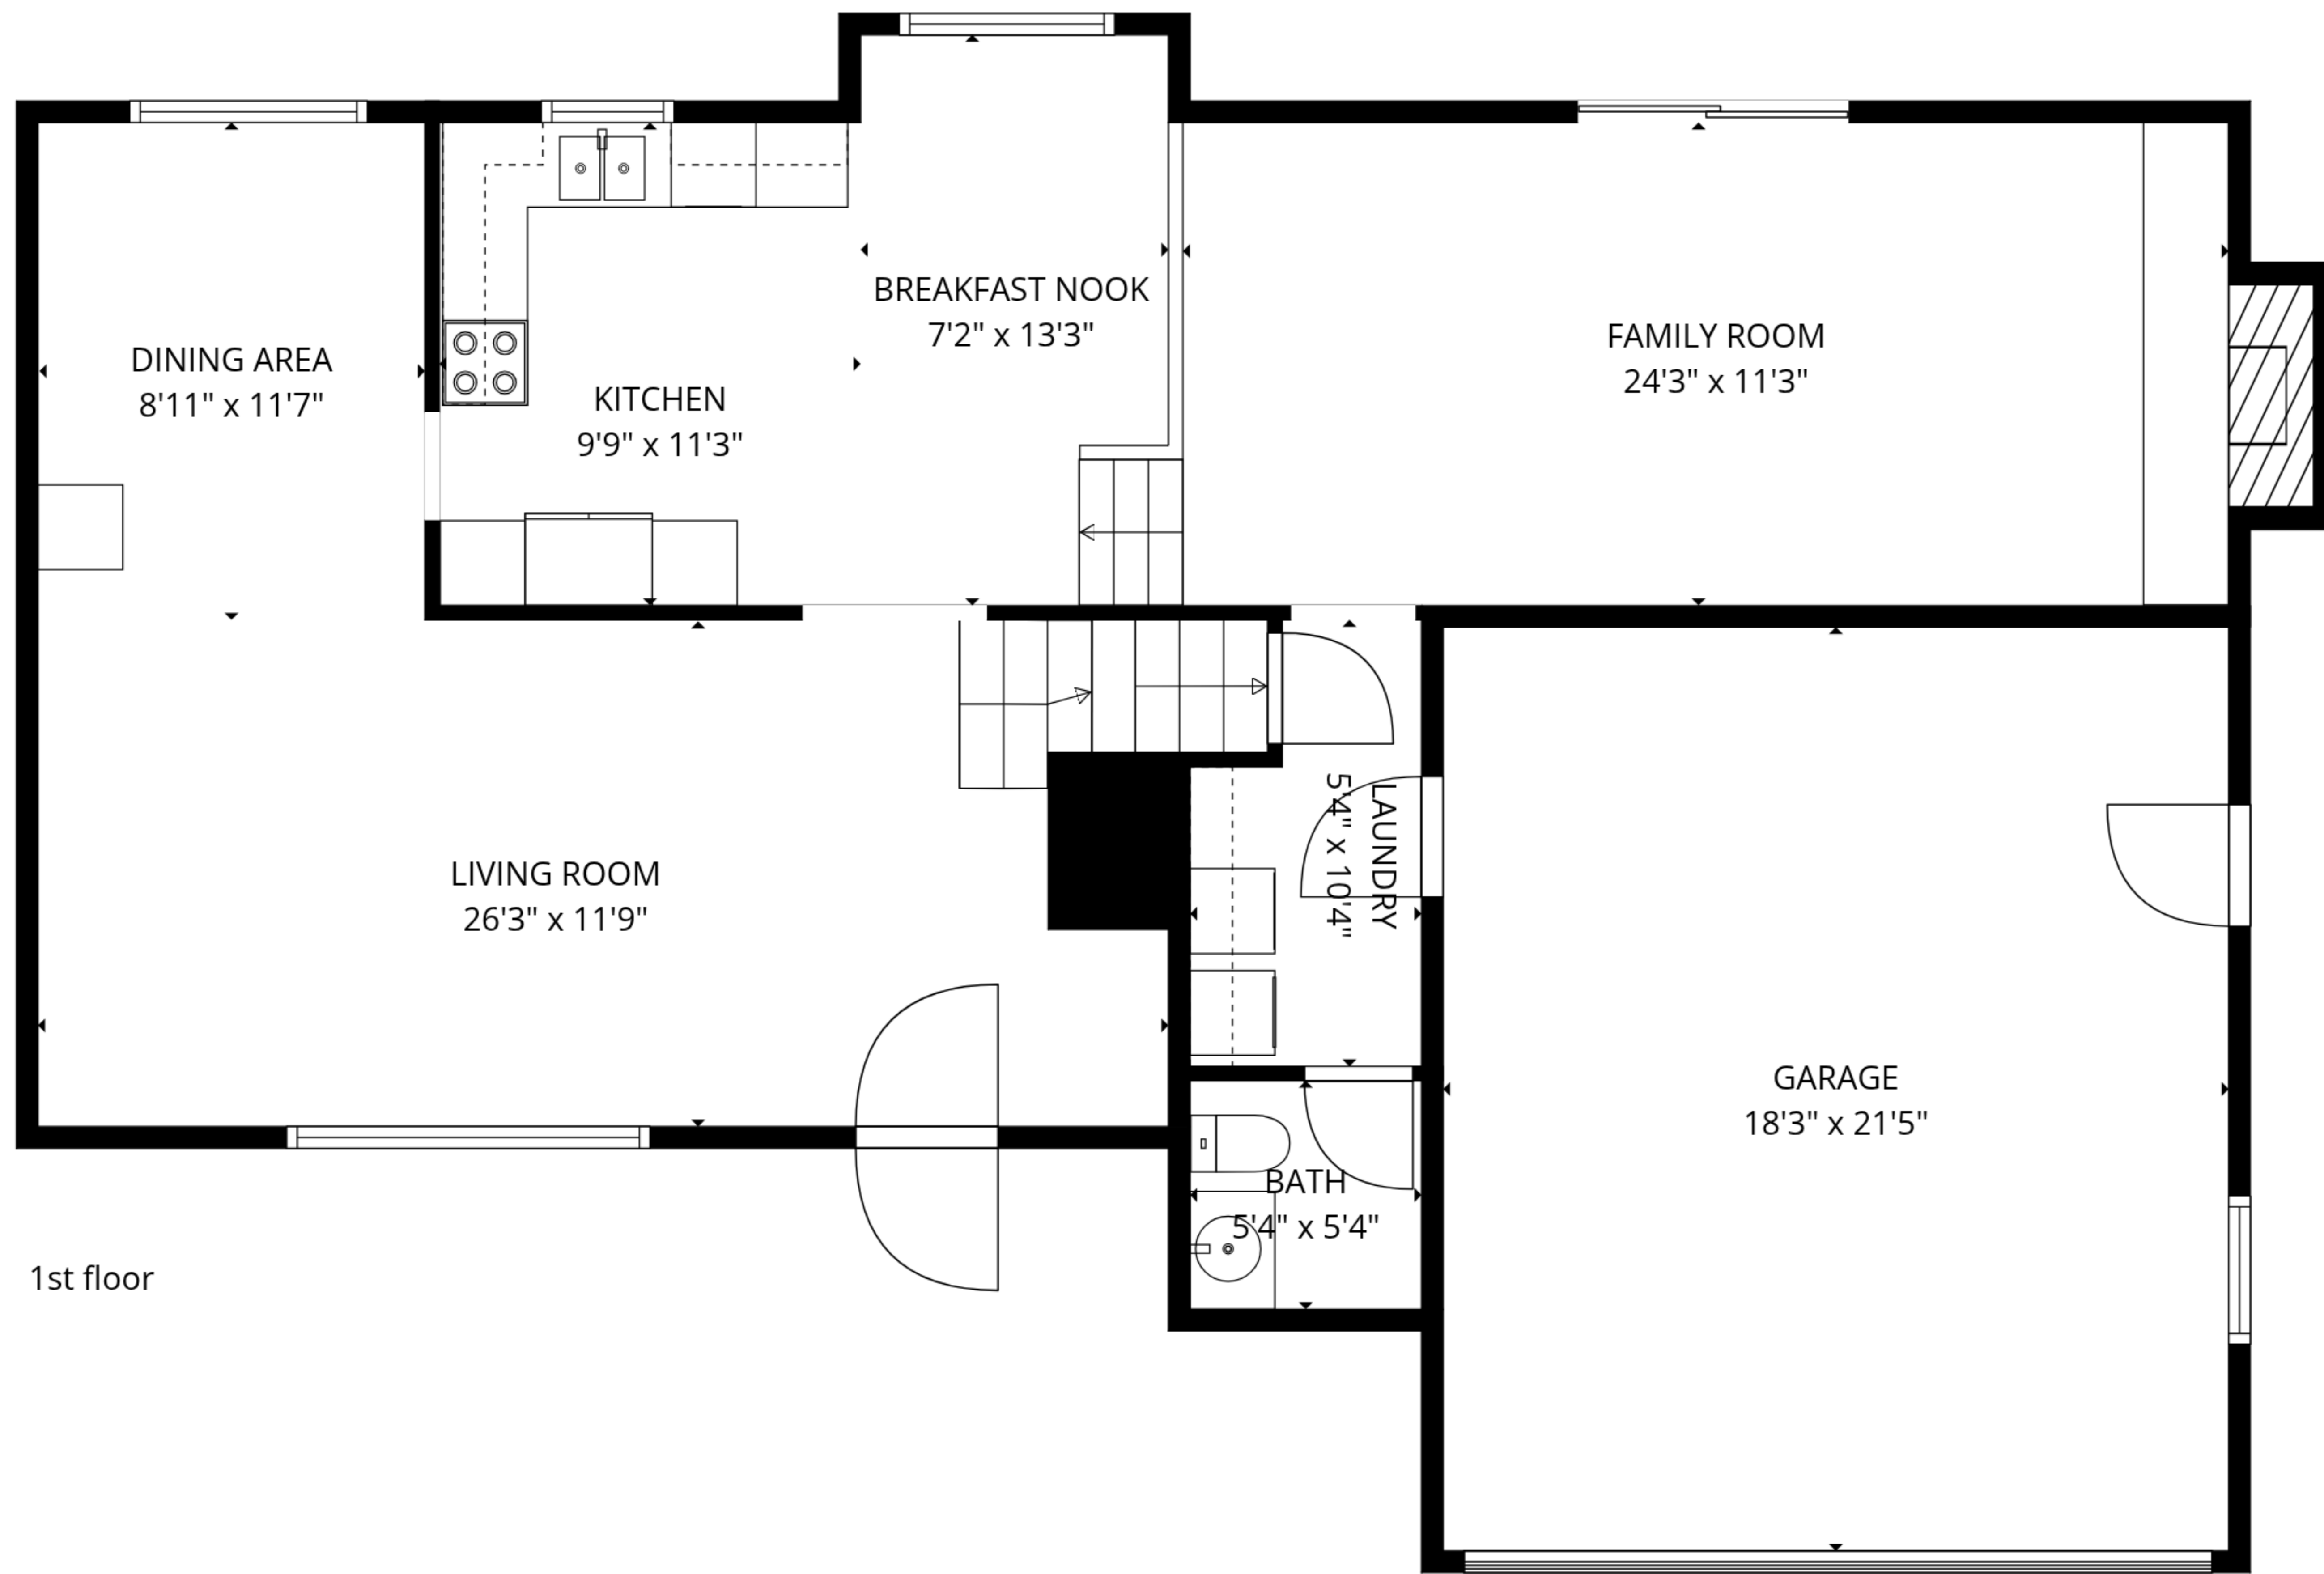 BREAKFAST NOOK
7'2" x 13'3"
FAMILY ROOM
24'3" x 11'3"
DINING AREA
8'11" x 11'7"
KITCHEN
9'9" x 11'3"
LAUNDRY
5'4" x 10'4"
LIVING ROOM
26'3" x 11'9"
GARAGE
18'3" x 21'5"
BATH
5'4" x 5'4"
1st floor